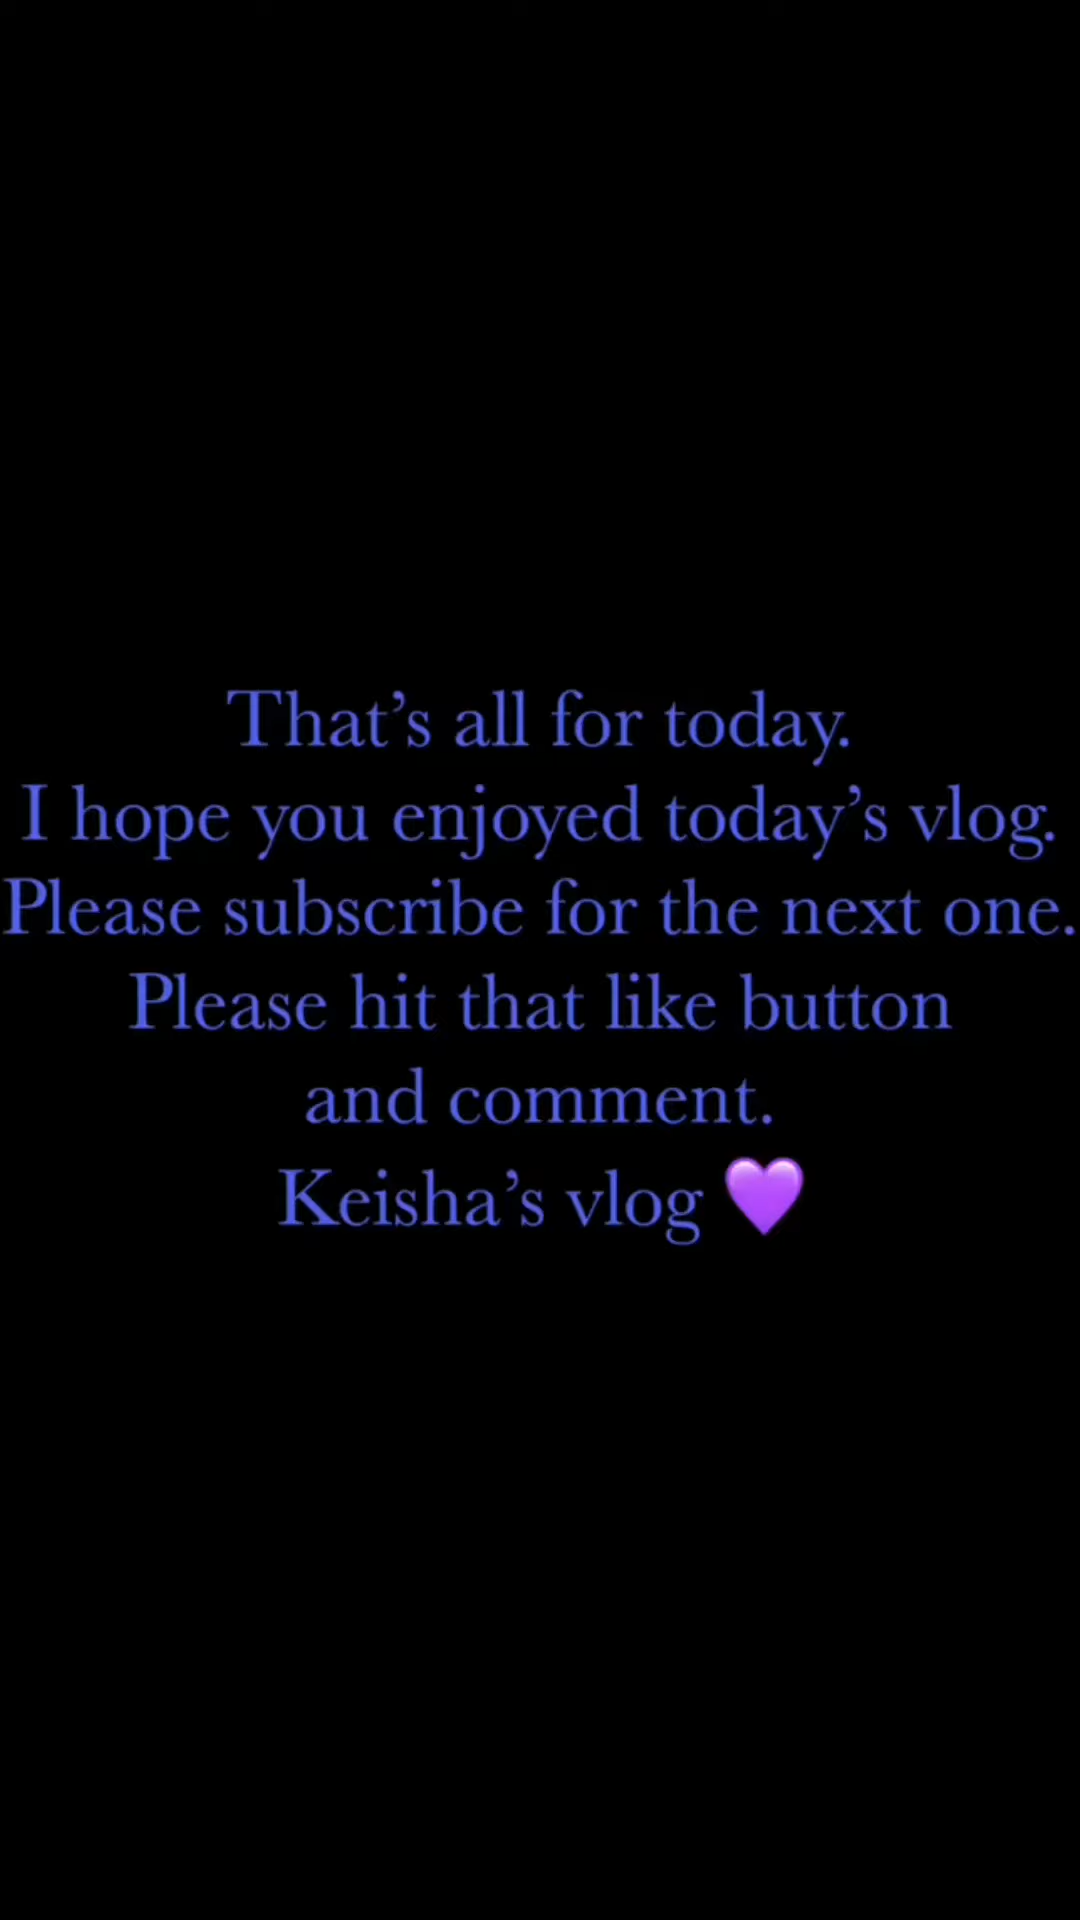 That’s all for today.
I hope you enjoyed today’s vlog.
Please subscribe for the next one.
Please hit that like button
and comment.
Keisha’s vlog 💜